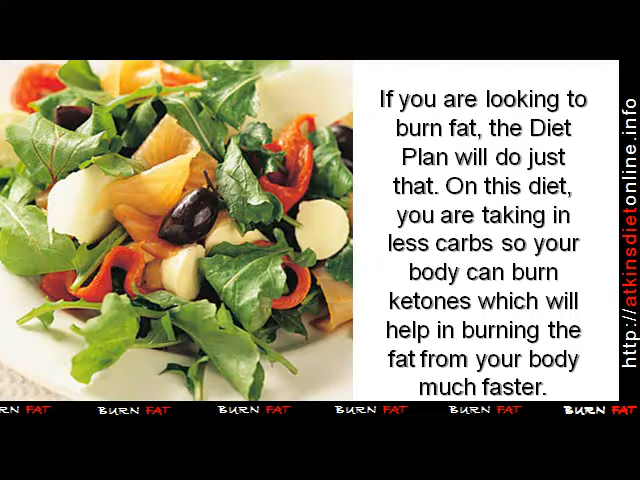 If you are looking to
burn fat, the Diet
Plan will do just
that. On this diet,
you are taking in
less carbs so your
body can burn
ketones which will
help in burning the
fat from your body
much faster.
http://atkinsdietonline.info
RN FAT BURN FAT BURN FAT BURN FAT BURN FAT BURN FAT